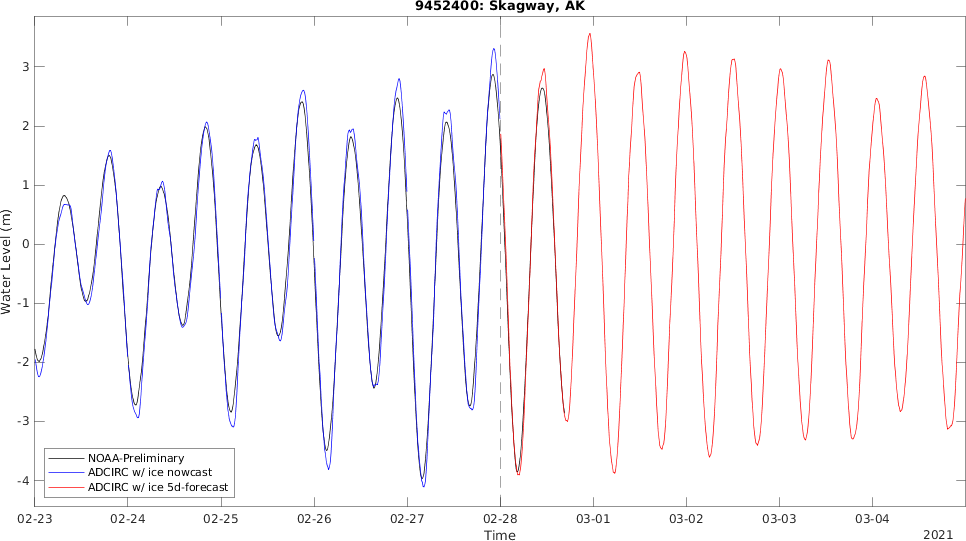 9452400: Skagway, AK
Water Level (m)
3
2
1
0
-1
-2
-3
-4
NOAA-Preliminary
ADCIRC w/ ice nowcast
ADCIRC w/ ice 5d-forecast
02-23 02-24 02-25 02-26 02-27 02-28 03-01 03-02 03-03 03-04
Time
2021